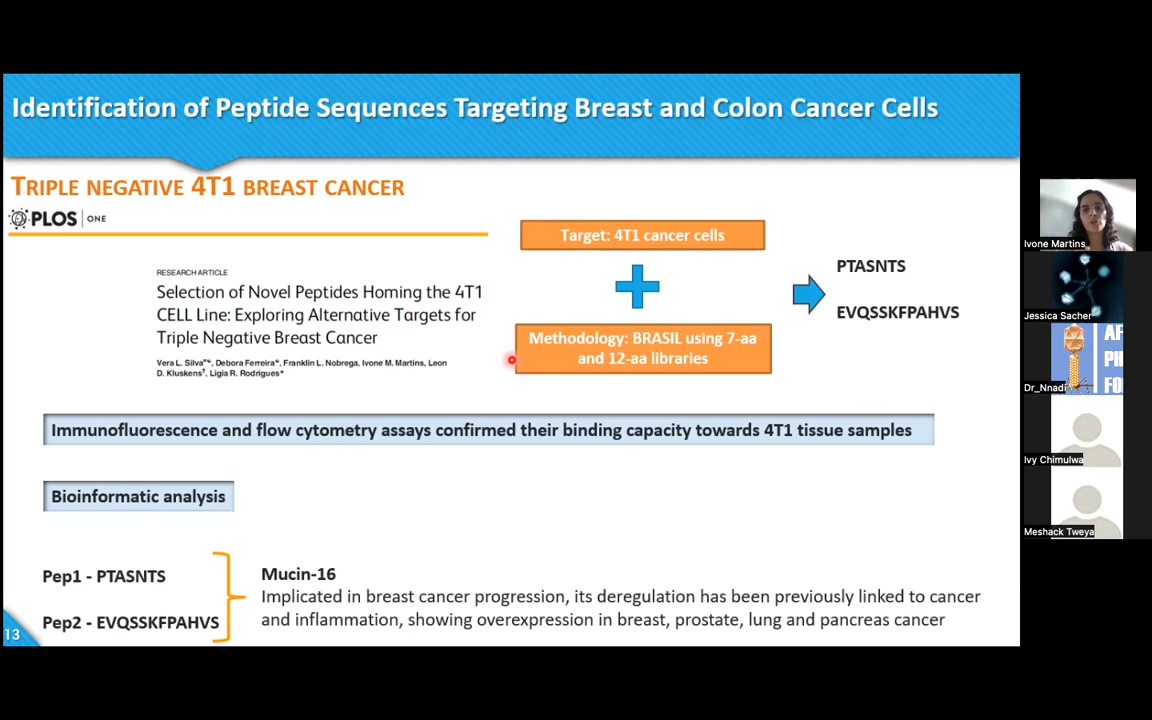 Identification of Peptide Sequences Targeting Breast and Colon Cancer Cells
TRIPLE NEGATIVE 4T1 BREAST CANCER
PLOS ONE
RESEARCH ARTICLE
Selection of Novel Peptides Homing the 4T1
CELL Line: Exploring Alternative Targets for
Triple Negative Breast Cancer
Vera L. Silva, Debora Ferreira, Franklin L. Nobrega, Ivone M. Martins, Leon
D. Kluskens†, Ligia R. Rodrigues*
Target: 4T1 cancer cells
Methodology: BRASIL using 7-aa
and 12-aa libraries
PTASNTS
EVQSSKFPAHVS
Immunofluorescence and flow cytometry assays confirmed their binding capacity towards 4T1 tissue samples
Bioinformatic analysis
Pep1 - PTASNTS
Pep2 - EVQSSKFPAHVS
Mucin-16
Implicated in breast cancer progression, its deregulation has been previously linked to cancer
and inflammation, showing overexpression in breast, prostate, lung and pancreas cancer
13
Ivone Martins
Jessica Sacher
AF
PH
FO
Dr_Nnadi
Ivy Chimulwa
Meshack Tweya